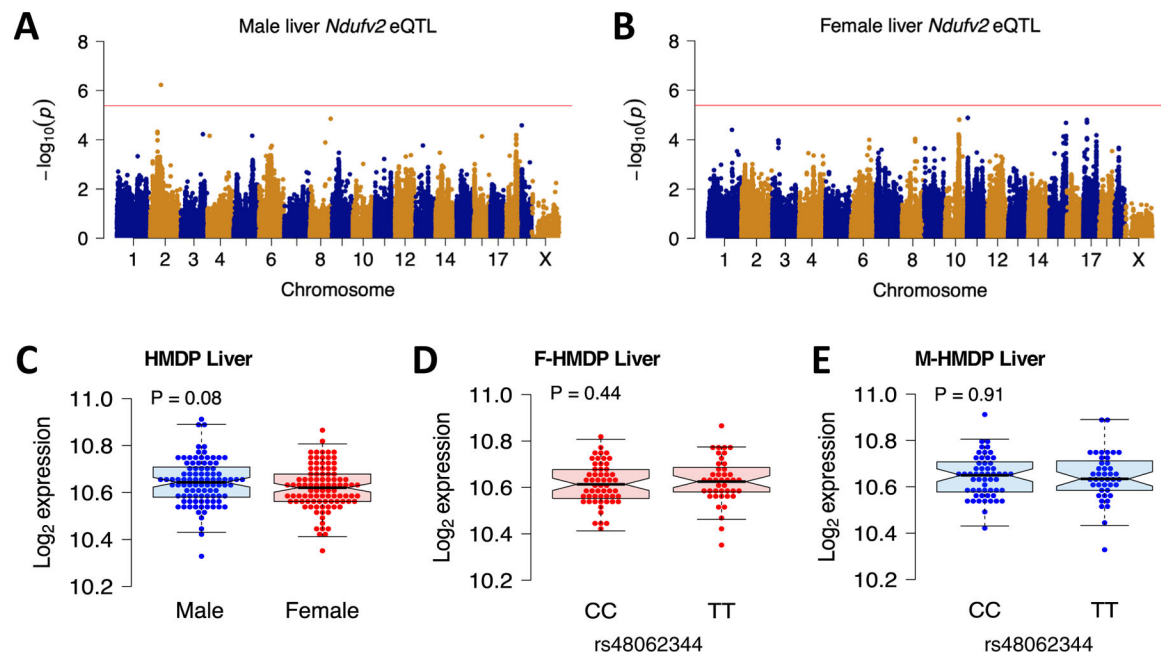 A
Male liver Ndufv2 eQTL
8
6
4
2
0
−log10(p)
1 2 3 4 6 8 10 12 14 17 X
Chromosome
B
Female liver Ndufv2 eQTL
8
6
4
2
0
−log10(p)
1 2 3 4 6 8 10 12 14 17 X
Chromosome
C
HMDP Liver
P = 0.08
11.0
10.8
10.6
10.4
10.2
Log2 expression
Male Female
D
F-HMDP Liver
P = 0.44
11.0
10.8
10.6
10.4
10.2
Log2 expression
CC TT
rs48062344
E
M-HMDP Liver
P = 0.91
11.0
10.8
10.6
10.4
10.2
Log2 expression
CC TT
rs48062344